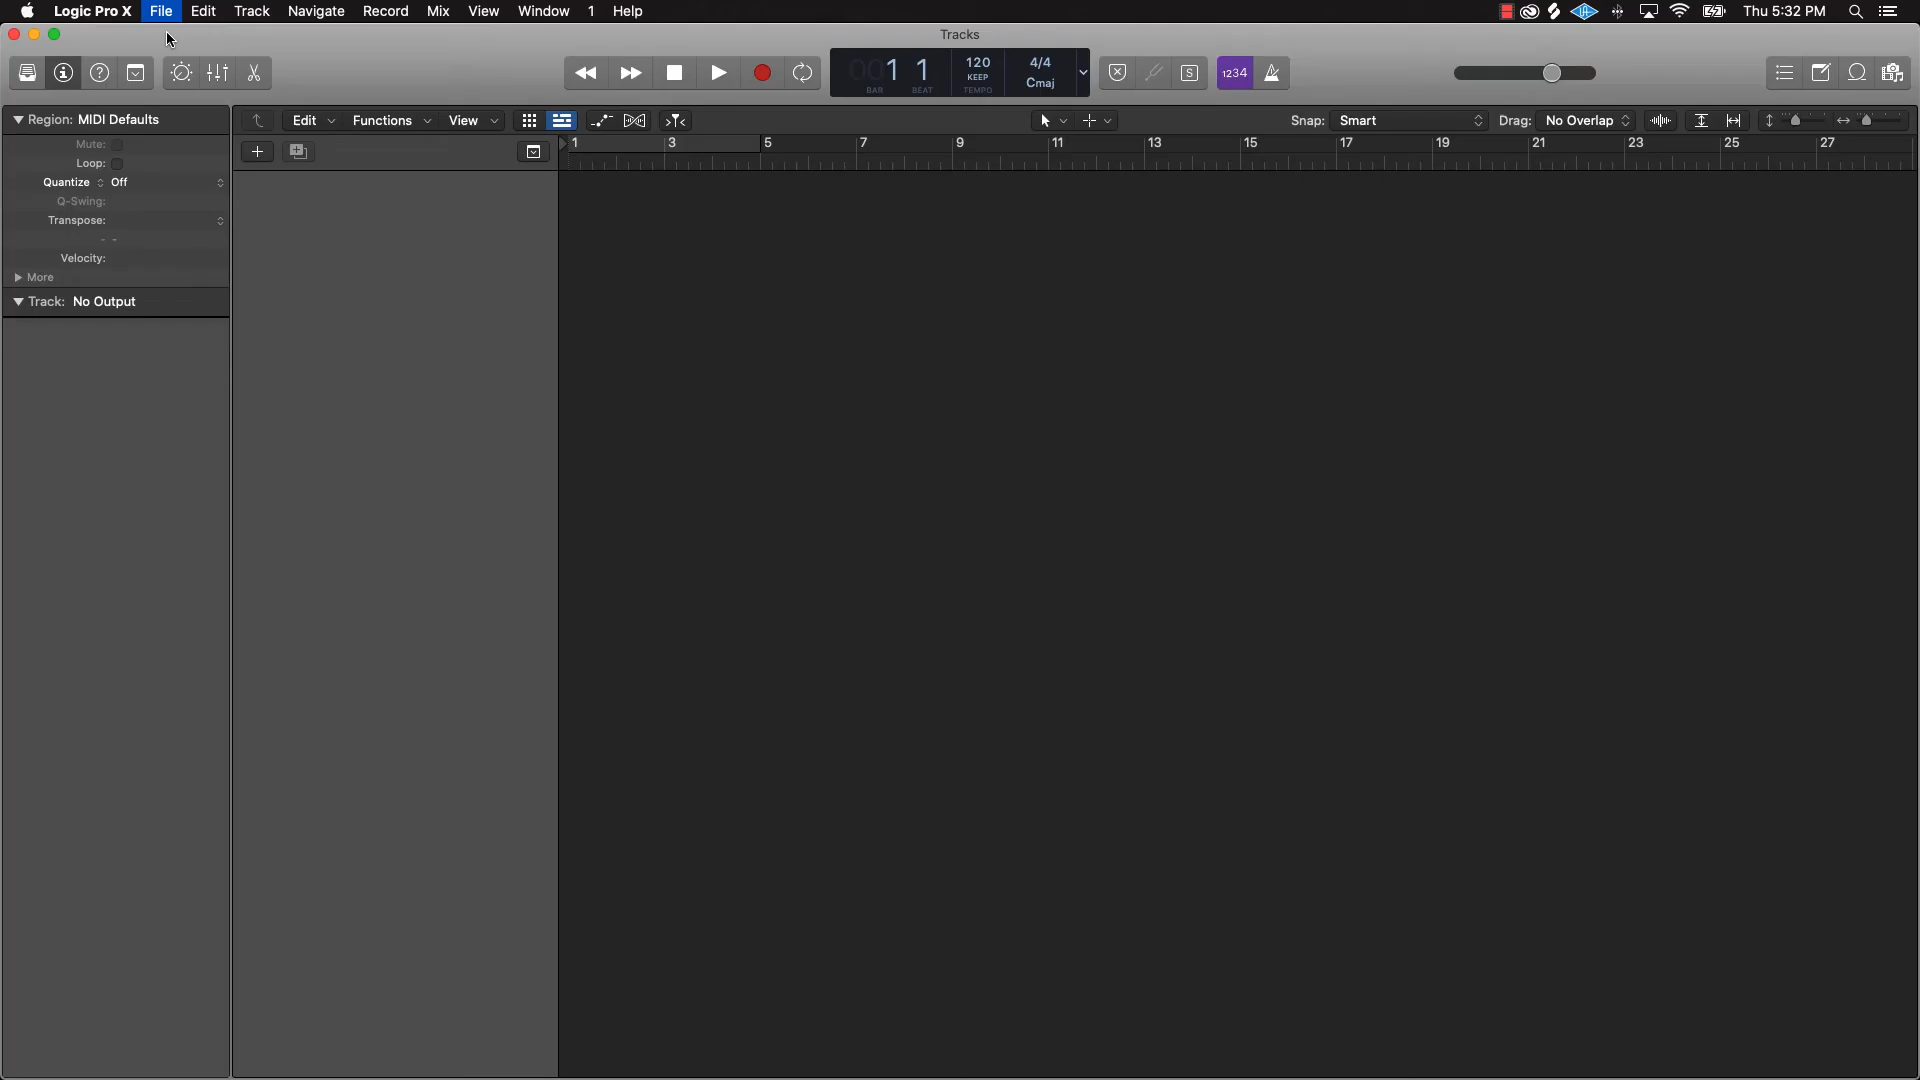 Logic Pro X File Edit Track Navigate Record Mix View Window 1 Help Thu 5:32 PM
Tracks
001 1 120 KEEP 4/4 Cmaj 1234 S
BAR BEAT TEMPO
Region: MIDI Defaults
Edit Functions View Snap: Smart Drag: No Overlap
Mute:
Loop:
Quantize Off
Q-Swing:
Transpose:
- -
Velocity:
More
Track: No Output
1 3 5 7 9 11 13 15 17 19 21 23 25 27